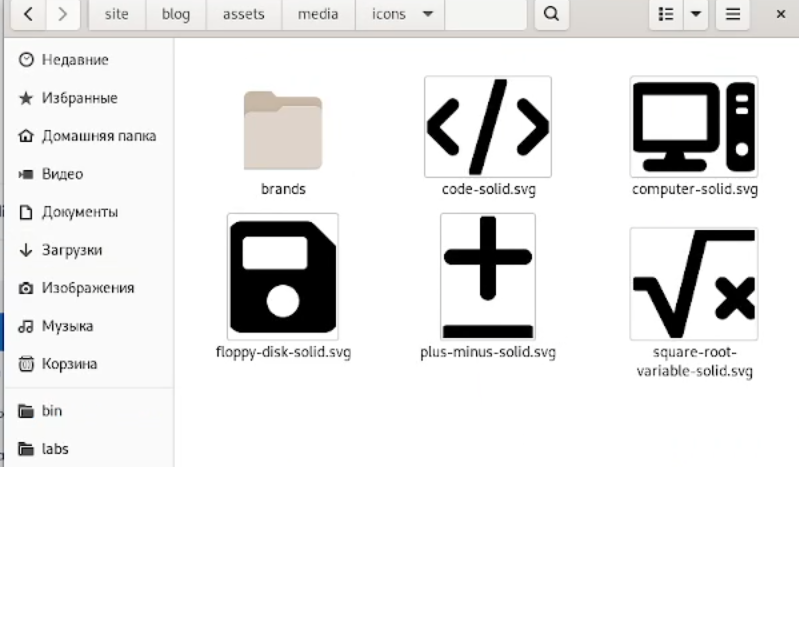 site blog assets media icons
Недавние
Избранные
Домашняя папка
Видео
Документы
Загрузки
Изображения
Музыка
Корзина
bin
labs
brands
code-solid.svg
computer-solid.svg
floppy-disk-solid.svg
plus-minus-solid.svg
square-root-
variable-solid.svg